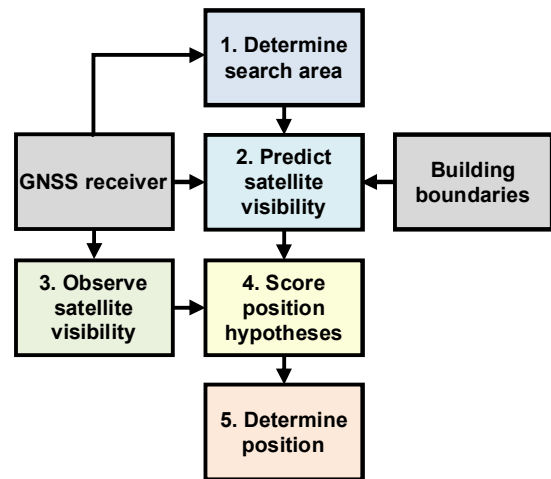 1. Determine
search area
GNSS receiver
2. Predict
satellite
visibility
Building
boundaries
3. Observe
satellite
visibility
4. Score
position
hypotheses
5. Determine
position